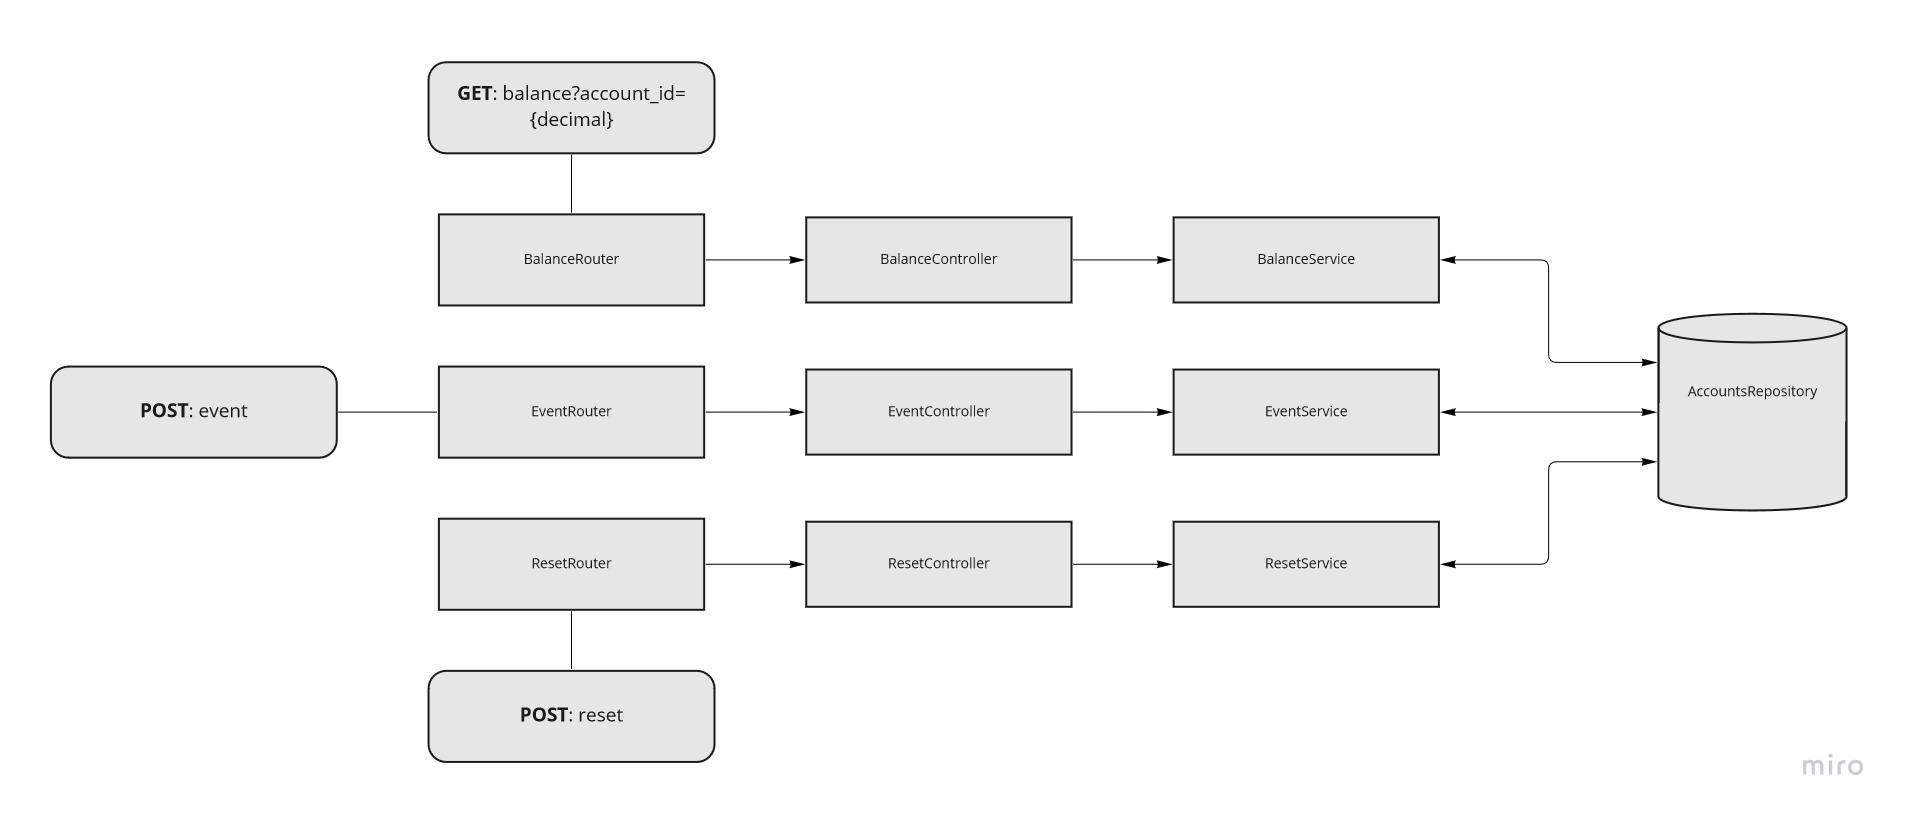 GET: balance?account_id=
{decimal}
BalanceRouter
BalanceController
BalanceService
AccountsRepository
POST: event
EventRouter
EventController
EventService
ResetRouter
ResetController
ResetService
POST: reset
miro